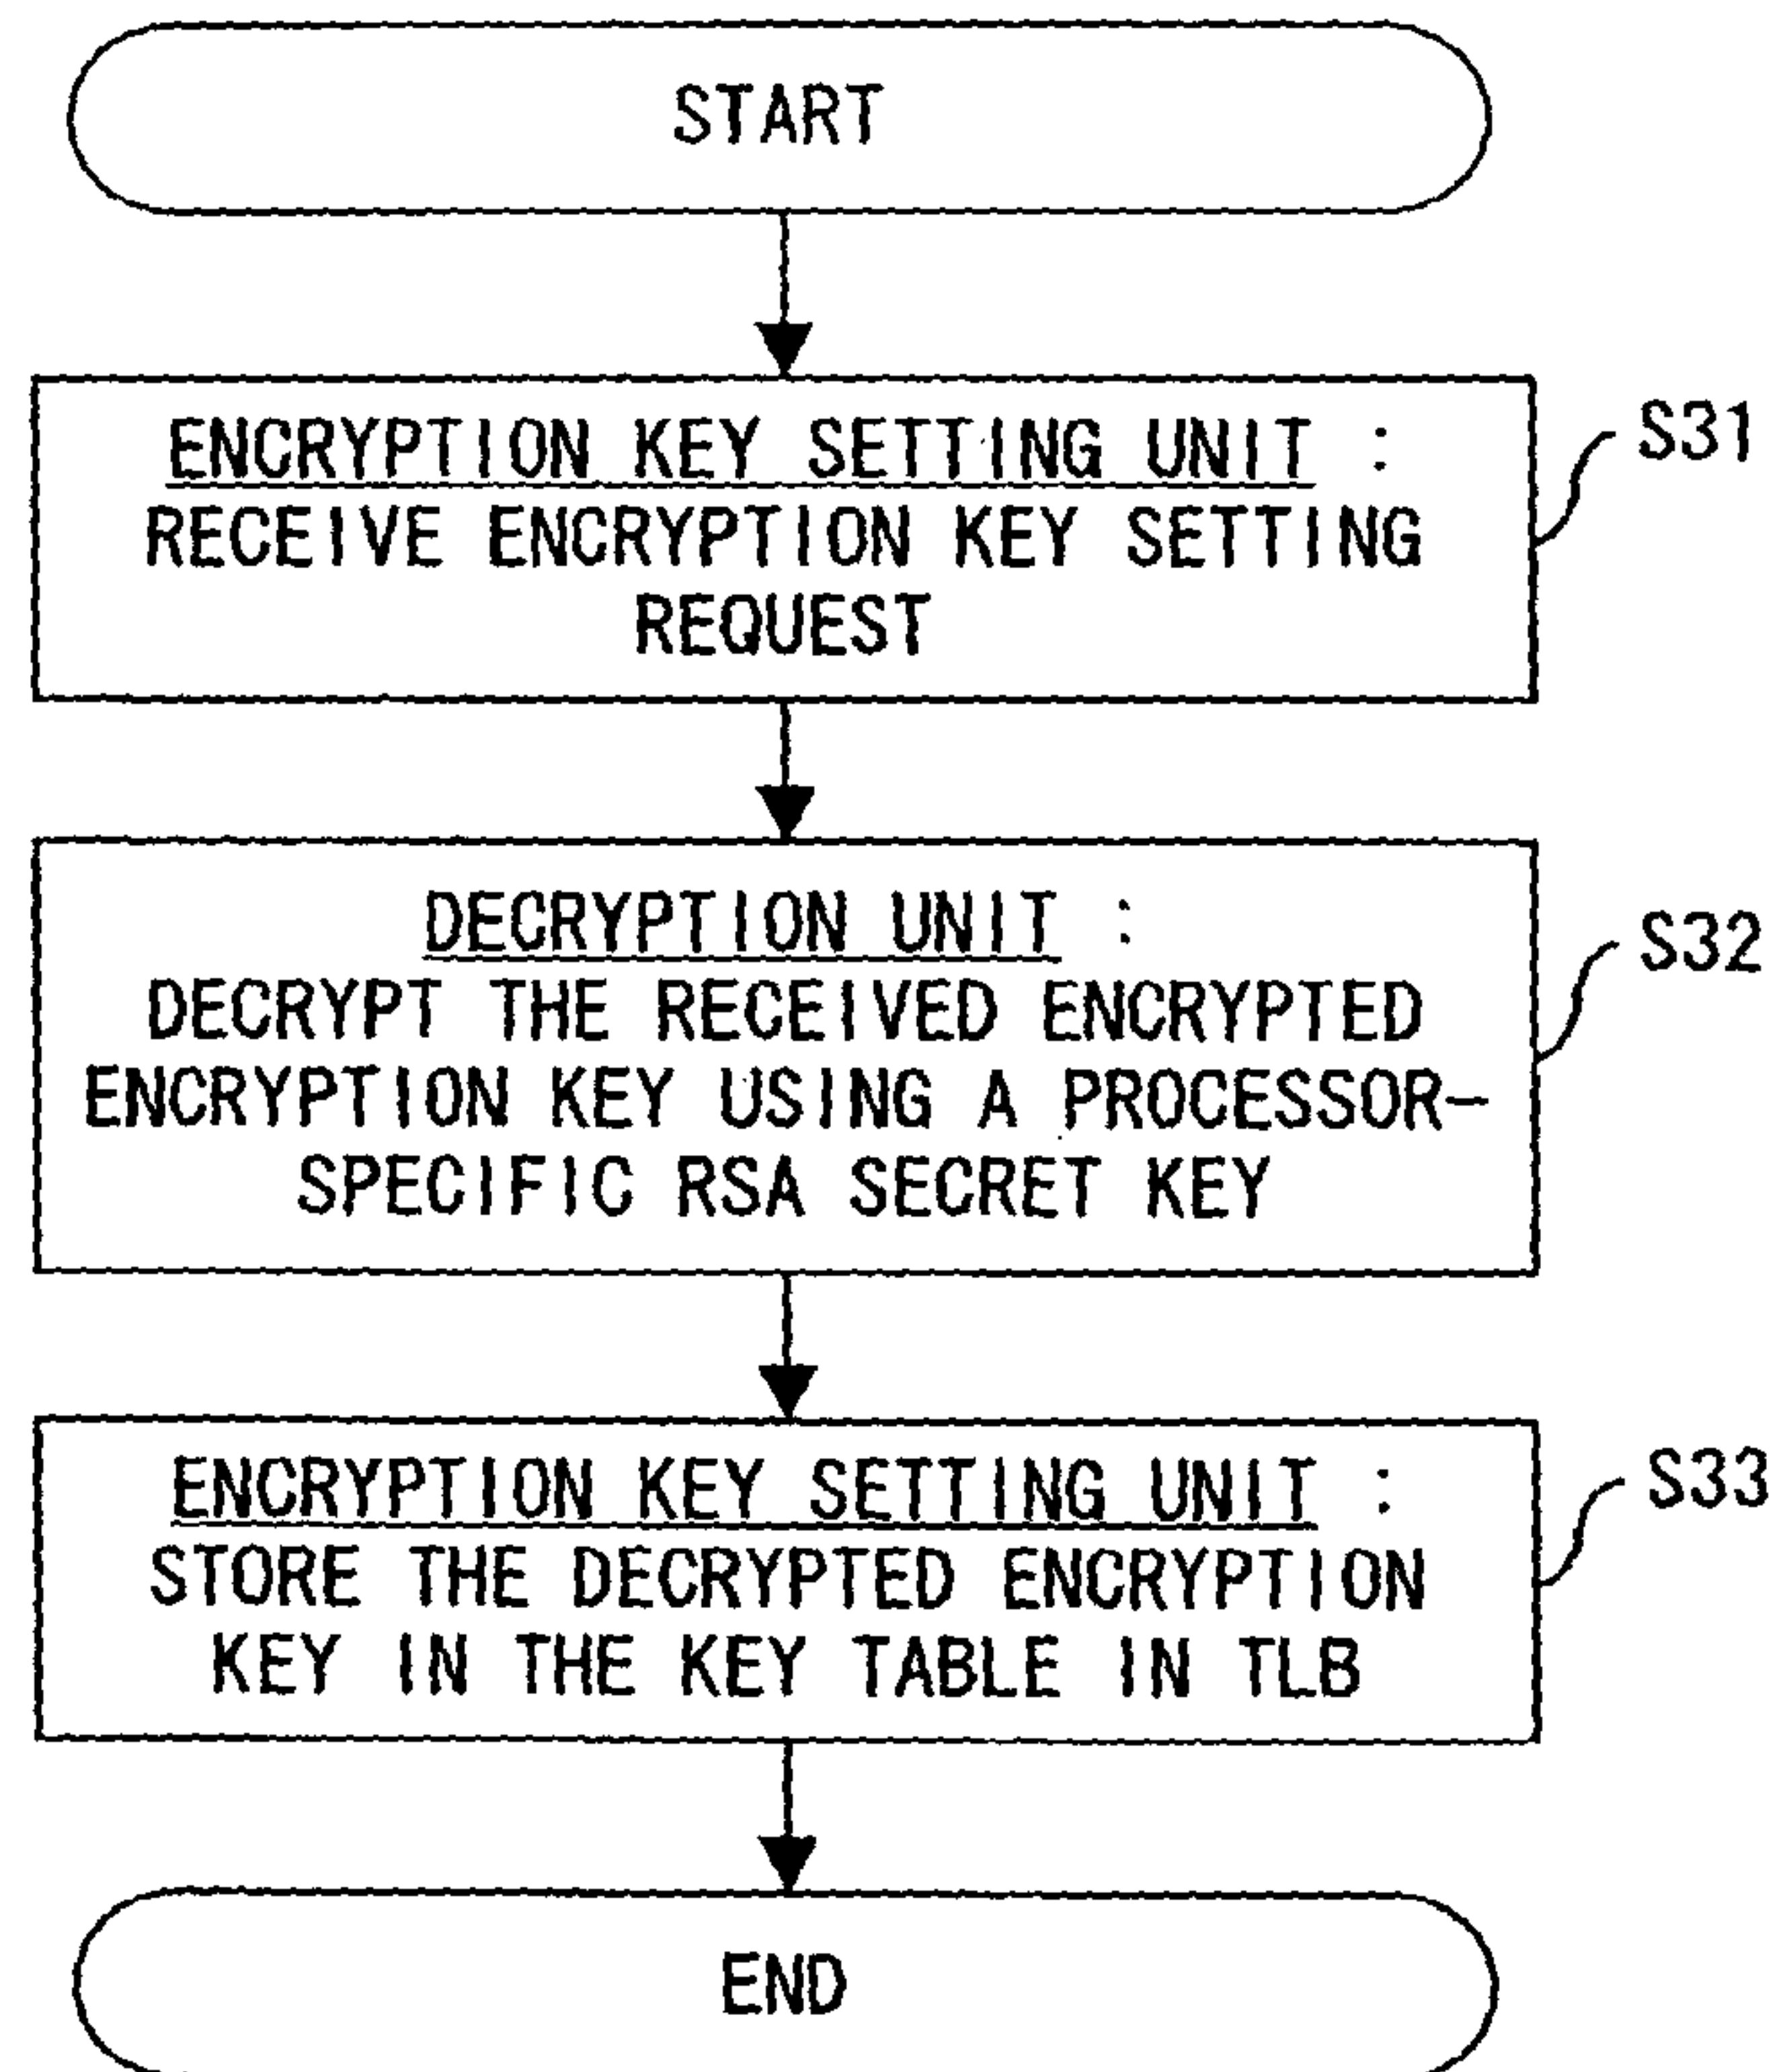 START
ENCRYPTION KEY SETTING UNIT :
RECEIVE ENCRYPTION KEY SETTING
REQUEST
S31
DECRYPTION UNIT :
DECRYPT THE RECEIVED ENCRYPTED
ENCRYPTION KEY USING A PROCESSOR-
SPECIFIC RSA SECRET KEY
S32
ENCRYPTION KEY SETTING UNIT :
STORE THE DECRYPTED ENCRYPTION
KEY IN THE KEY TABLE IN TLB
S33
END